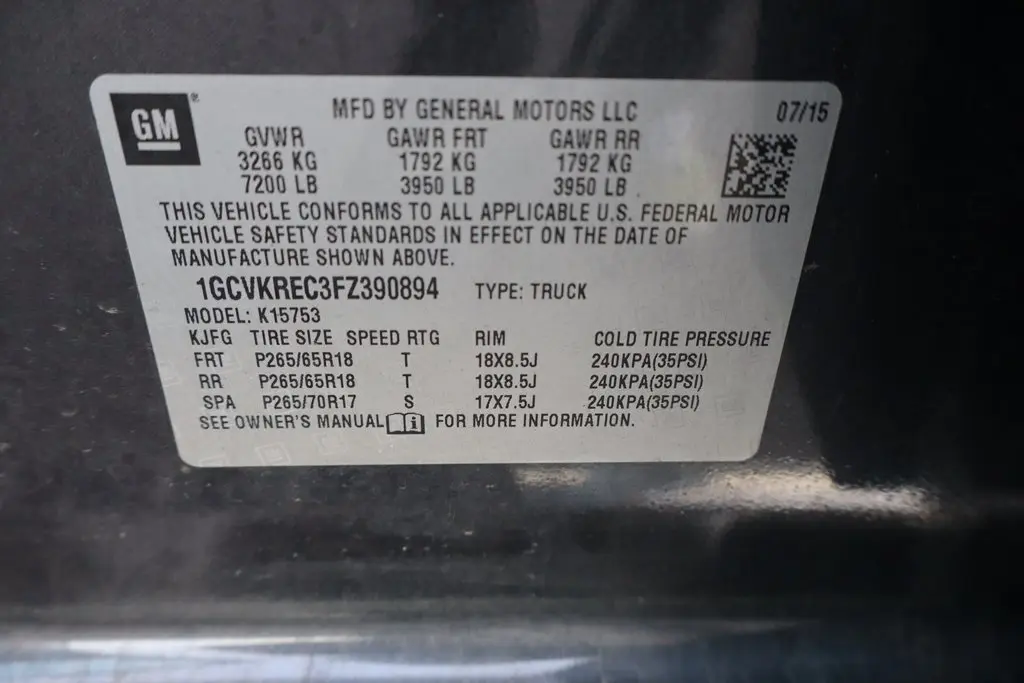 GM® MFD BY GENERAL MOTORS LLC 07/15
GVWR GAWR FRT GAWR RR
3266 KG 1792 KG 1792 KG
7200 LB 3950 LB 3950 LB
THIS VEHICLE CONFORMS TO ALL APPLICABLE U.S. FEDERAL MOTOR
VEHICLE SAFETY STANDARDS IN EFFECT ON THE DATE OF
MANUFACTURE SHOWN ABOVE.
1GCVKREC3FZ390894 TYPE: TRUCK
MODEL: K15753
KJFG TIRE SIZE SPEED RTG RIM COLD TIRE PRESSURE
FRT P265/65R18 T 18X8.5J 240KPA(35PSI)
RR P265/65R18 T 18X8.5J 240KPA(35PSI)
SPA P265/70R17 S 17X7.5J 240KPA(35PSI)
SEE OWNER'S MANUAL i FOR MORE INFORMATION.